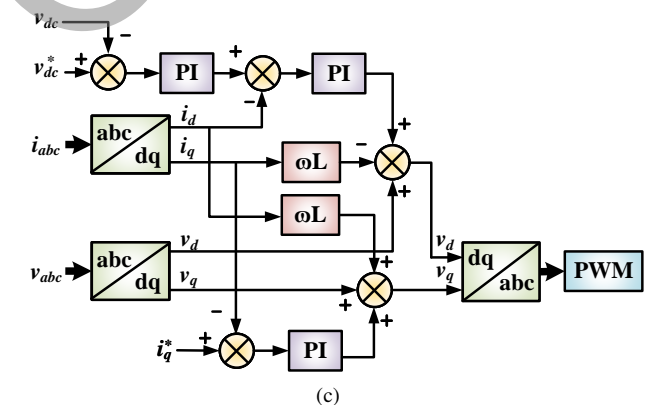 v_dc
−
v*_dc + PI + PI
−
+
i_abc abc dq i_d
i_q ωL −
+
ωL
v_abc abc dq v_d
v_q
+
+
+
v_d
v_q
dq abc PWM
−
i_q* + PI
(c)